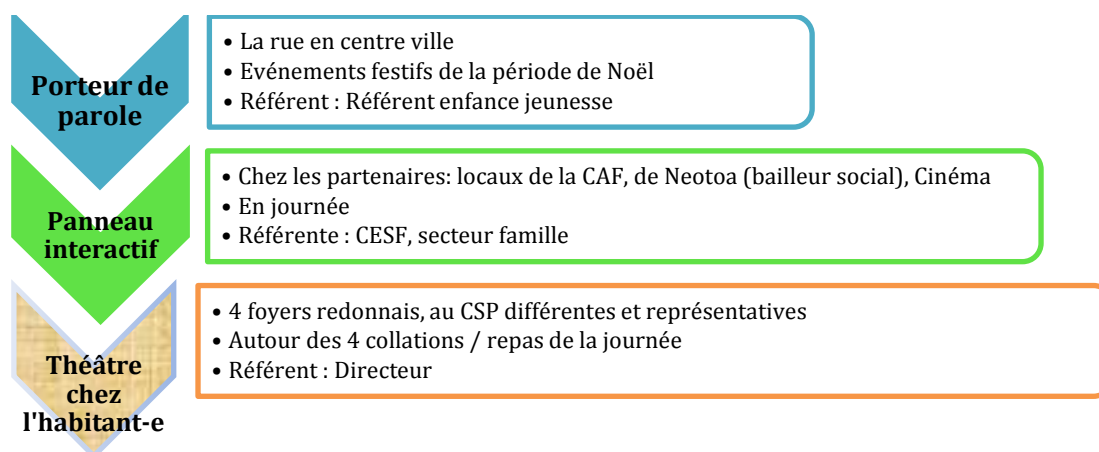 Porteur de
parole
• La rue en centre ville
• Evénements festifs de la période de Noël
• Référent : Référent enfance jeunesse
Panneau
interactif
• Chez les partenaires: locaux de la CAF, de Neotoa (bailleur social), Cinéma
• En journée
• Référente : CESF, secteur famille
Théâtre
chez
l'habitant-e
• 4 foyers redonnais, au CSP différentes et représentatives
• Autour des 4 collations / repas de la journée
• Référent : Directeur